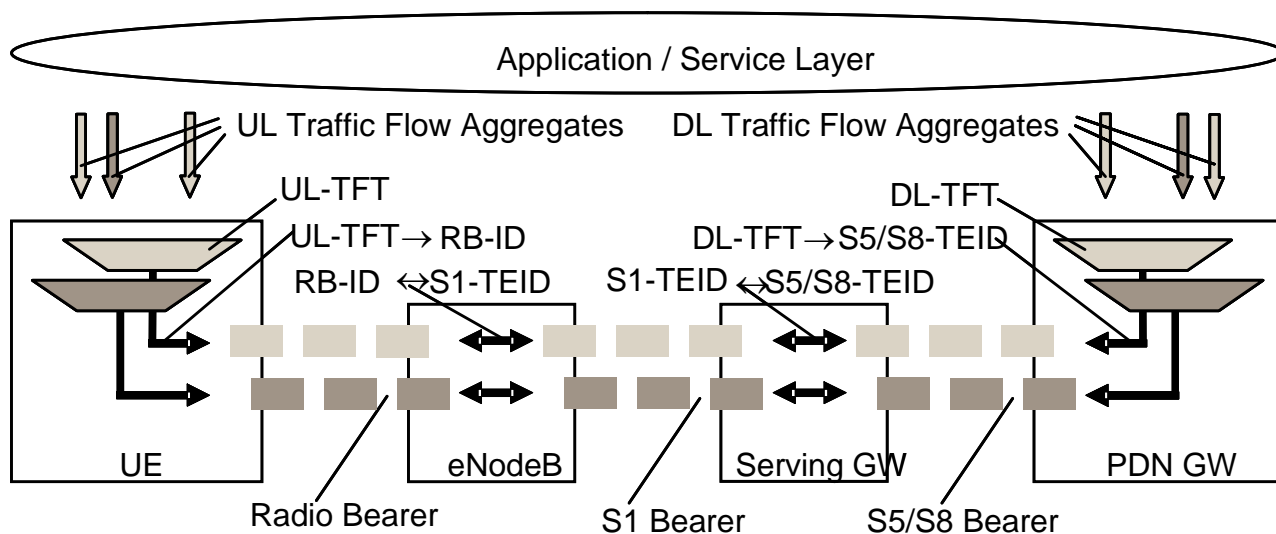 Application / Service Layer
UL Traffic Flow Aggregates
DL Traffic Flow Aggregates
UL-TFT
DL-TFT
UL-TFT → RB-ID
DL-TFT → S5/S8-TEID
RB-ID ↔ S1-TEID
S1-TEID ↔ S5/S8-TEID
UE
eNodeB
Serving GW
PDN GW
Radio Bearer
S1 Bearer
S5/S8 Bearer